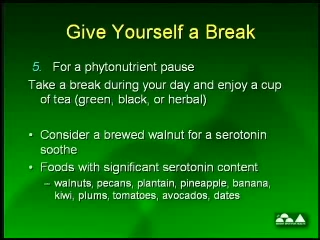 Give Yourself a Break
5. For a phytonutrient pause
Take a break during your day and enjoy a cup
of tea (green, black, or herbal)
• Consider a brewed walnut for a serotonin
soothe
• Foods with significant serotonin content
– walnuts, pecans, plantain, pineapple, banana,
kiwi, plums, tomatoes, avocados, dates